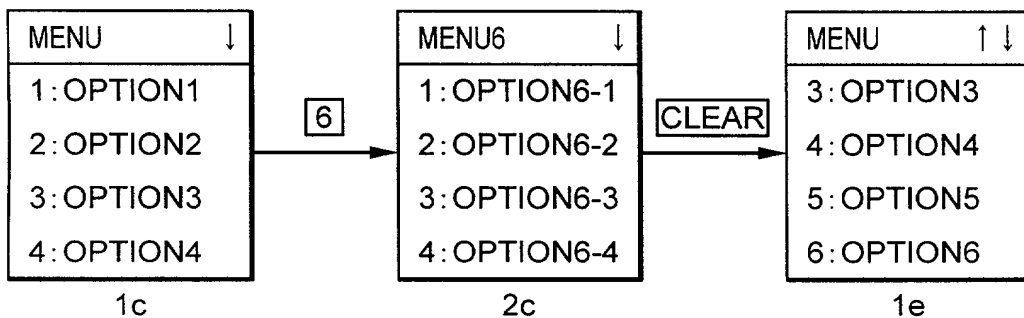 MENU ↓
1:OPTION1
2:OPTION2
3:OPTION3
4:OPTION4
1c
6
MENU6 ↓
1:OPTION6-1
2:OPTION6-2
3:OPTION6-3
4:OPTION6-4
2c
CLEAR
MENU ↑ ↓
3:OPTION3
4:OPTION4
5:OPTION5
6:OPTION6
1e